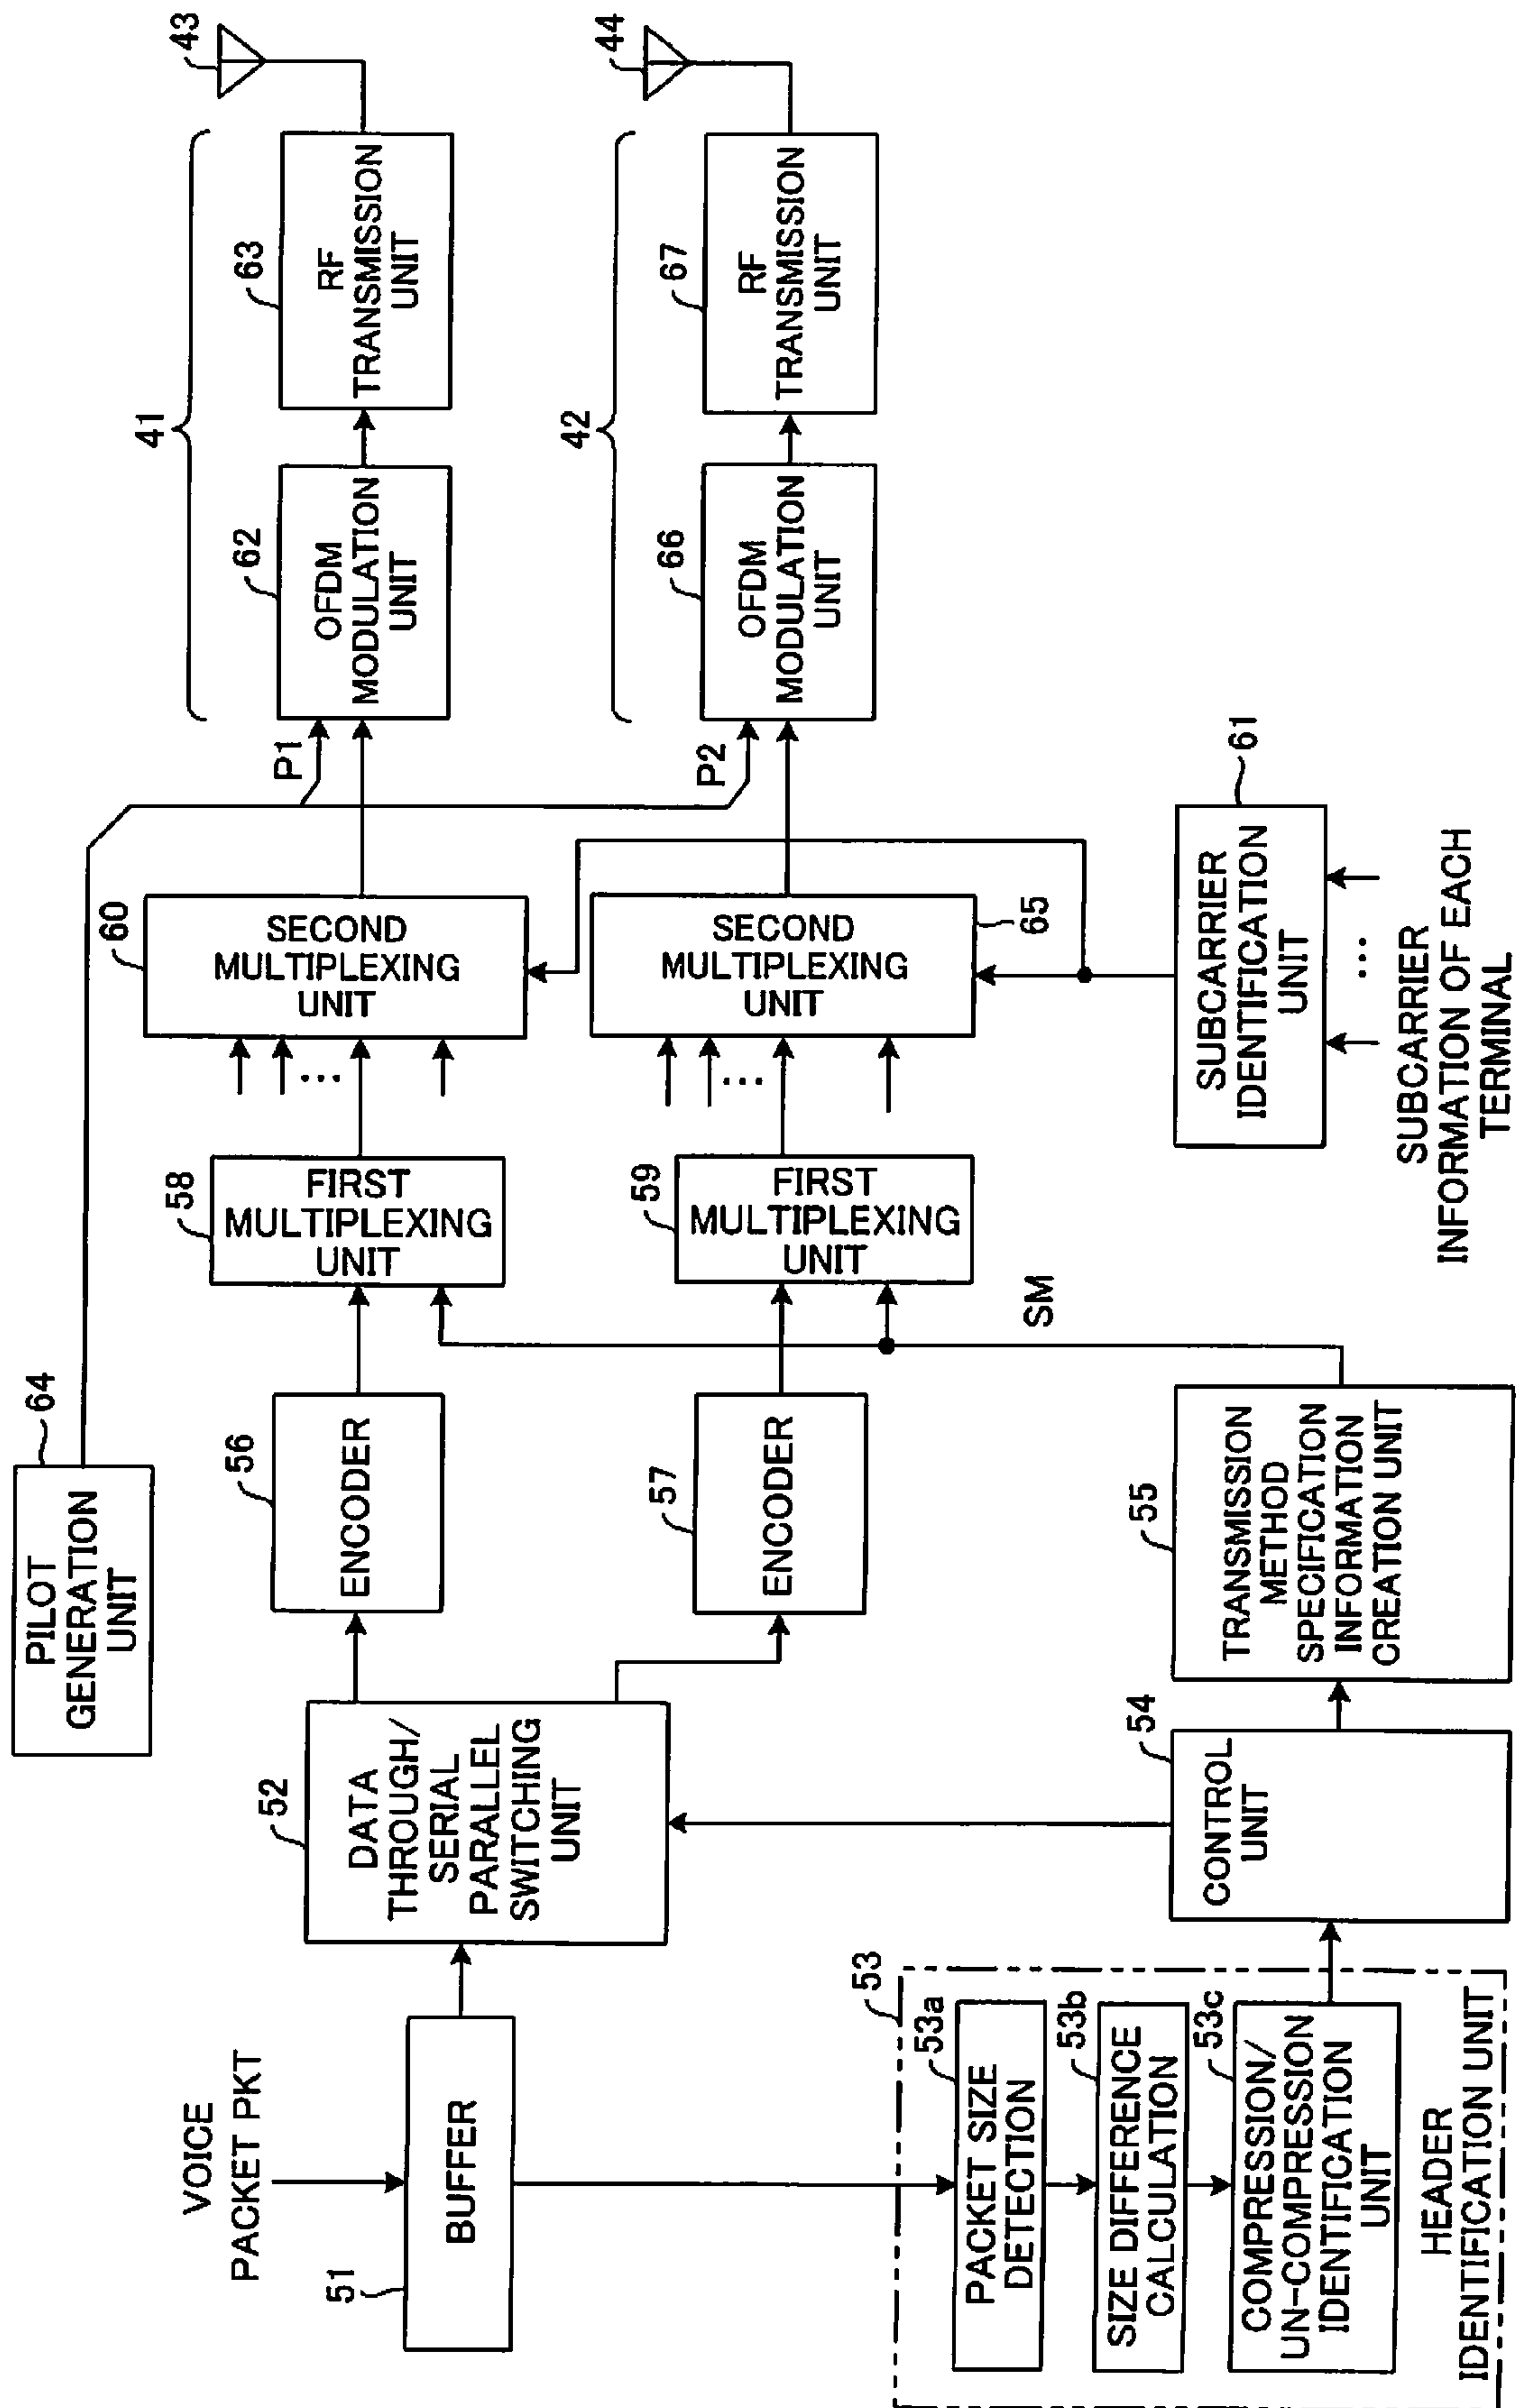 PILOT
GENERATION
UNIT
64
VOICE
PACKET PKT
51
BUFFER
52
DATA
THROUGH/
SERIAL
PARALLEL
SWITCHING
UNIT
56
ENCODER
57
ENCODER
58
FIRST
MULTIPLEXING
UNIT
59
FIRST
MULTIPLEXING
UNIT
SM
60
SECOND
MULTIPLEXING
UNIT
...
65
SECOND
MULTIPLEXING
UNIT
...
P1
P2
41
62
OFDM
MODULATION
UNIT
63
RF
TRANSMISSION
UNIT
43
42
66
OFDM
MODULATION
UNIT
67
RF
TRANSMISSION
UNIT
44
53
53a
PACKET SIZE
DETECTION
53b
SIZE DIFFERENCE
CALCULATION
53c
COMPRESSION/
UN-COMPRESSION
IDENTIFICATION
UNIT
HEADER
IDENTIFICATION UNIT
54
CONTROL
UNIT
55
TRANSMISSION
METHOD
SPECIFICATION
INFORMATION
CREATION UNIT
61
SUBCARRIER
IDENTIFICATION
UNIT
...
SUBCARRIER
INFORMATION OF EACH
TERMINAL